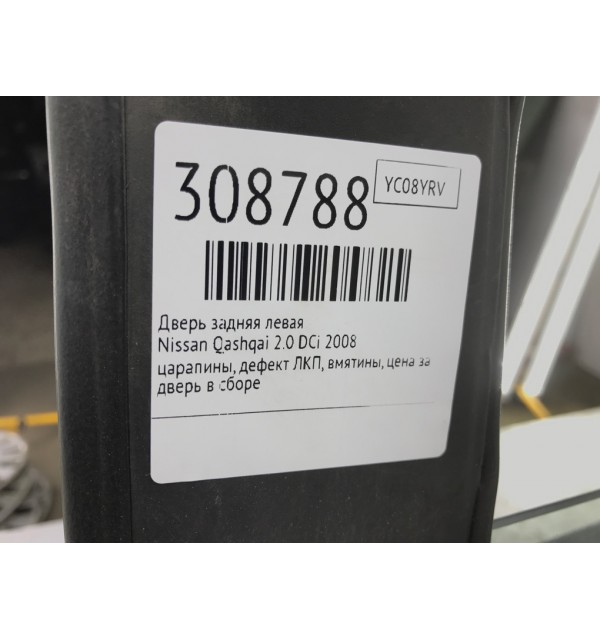 308788
YC08YRV
Дверь задняя левая
Nissan Qashqai 2.0 DCi 2008
царапины, дефект ЛКП, вмятины, цена за
дверь в сборе